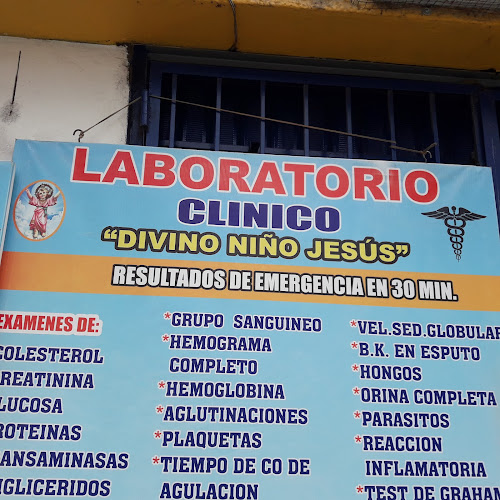 LABORATORIO
CLINICO
“DIVINO NIÑO JESÚS”
RESULTADOS DE EMERGENCIA EN 30 MIN.
EXAMENES DE:
COLESTEROL
REATININA
LUCOSA
ROTEINAS
ANSAMINASAS
IGLICERIDOS
*GRUPO SANGUINEO
*HEMOGRAMA
COMPLETO
*HEMOGLOBINA
*AGLUTINACIONES
*PLAQUETAS
*TIEMPO DE CO DE
AGULACION
*VEL.SED.GLOBULAR
*B.K. EN ESPUTO
*HONGOS
*ORINA COMPLETA
*PARASITOS
*REACCION
INFLAMATORIA
*TEST DE GRAHAM